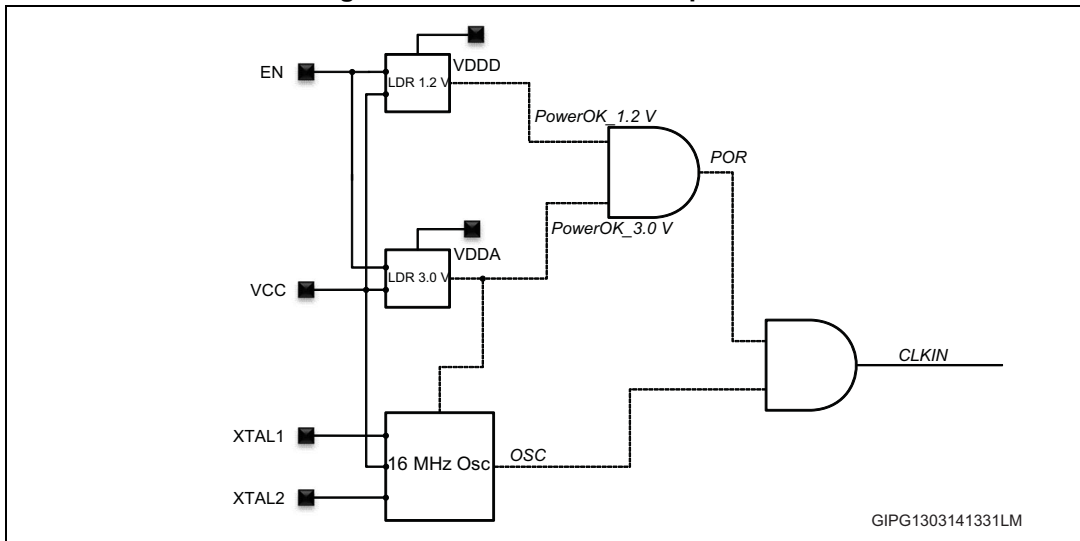 EN
VDDD
LDR 1.2 V
PowerOK_1.2 V
POR
PowerOK_3.0 V
VDDA
LDR 3.0 V
VCC
CLKIN
XTAL1
16 MHz Osc
OSC
XTAL2
GIPG1303141331LM